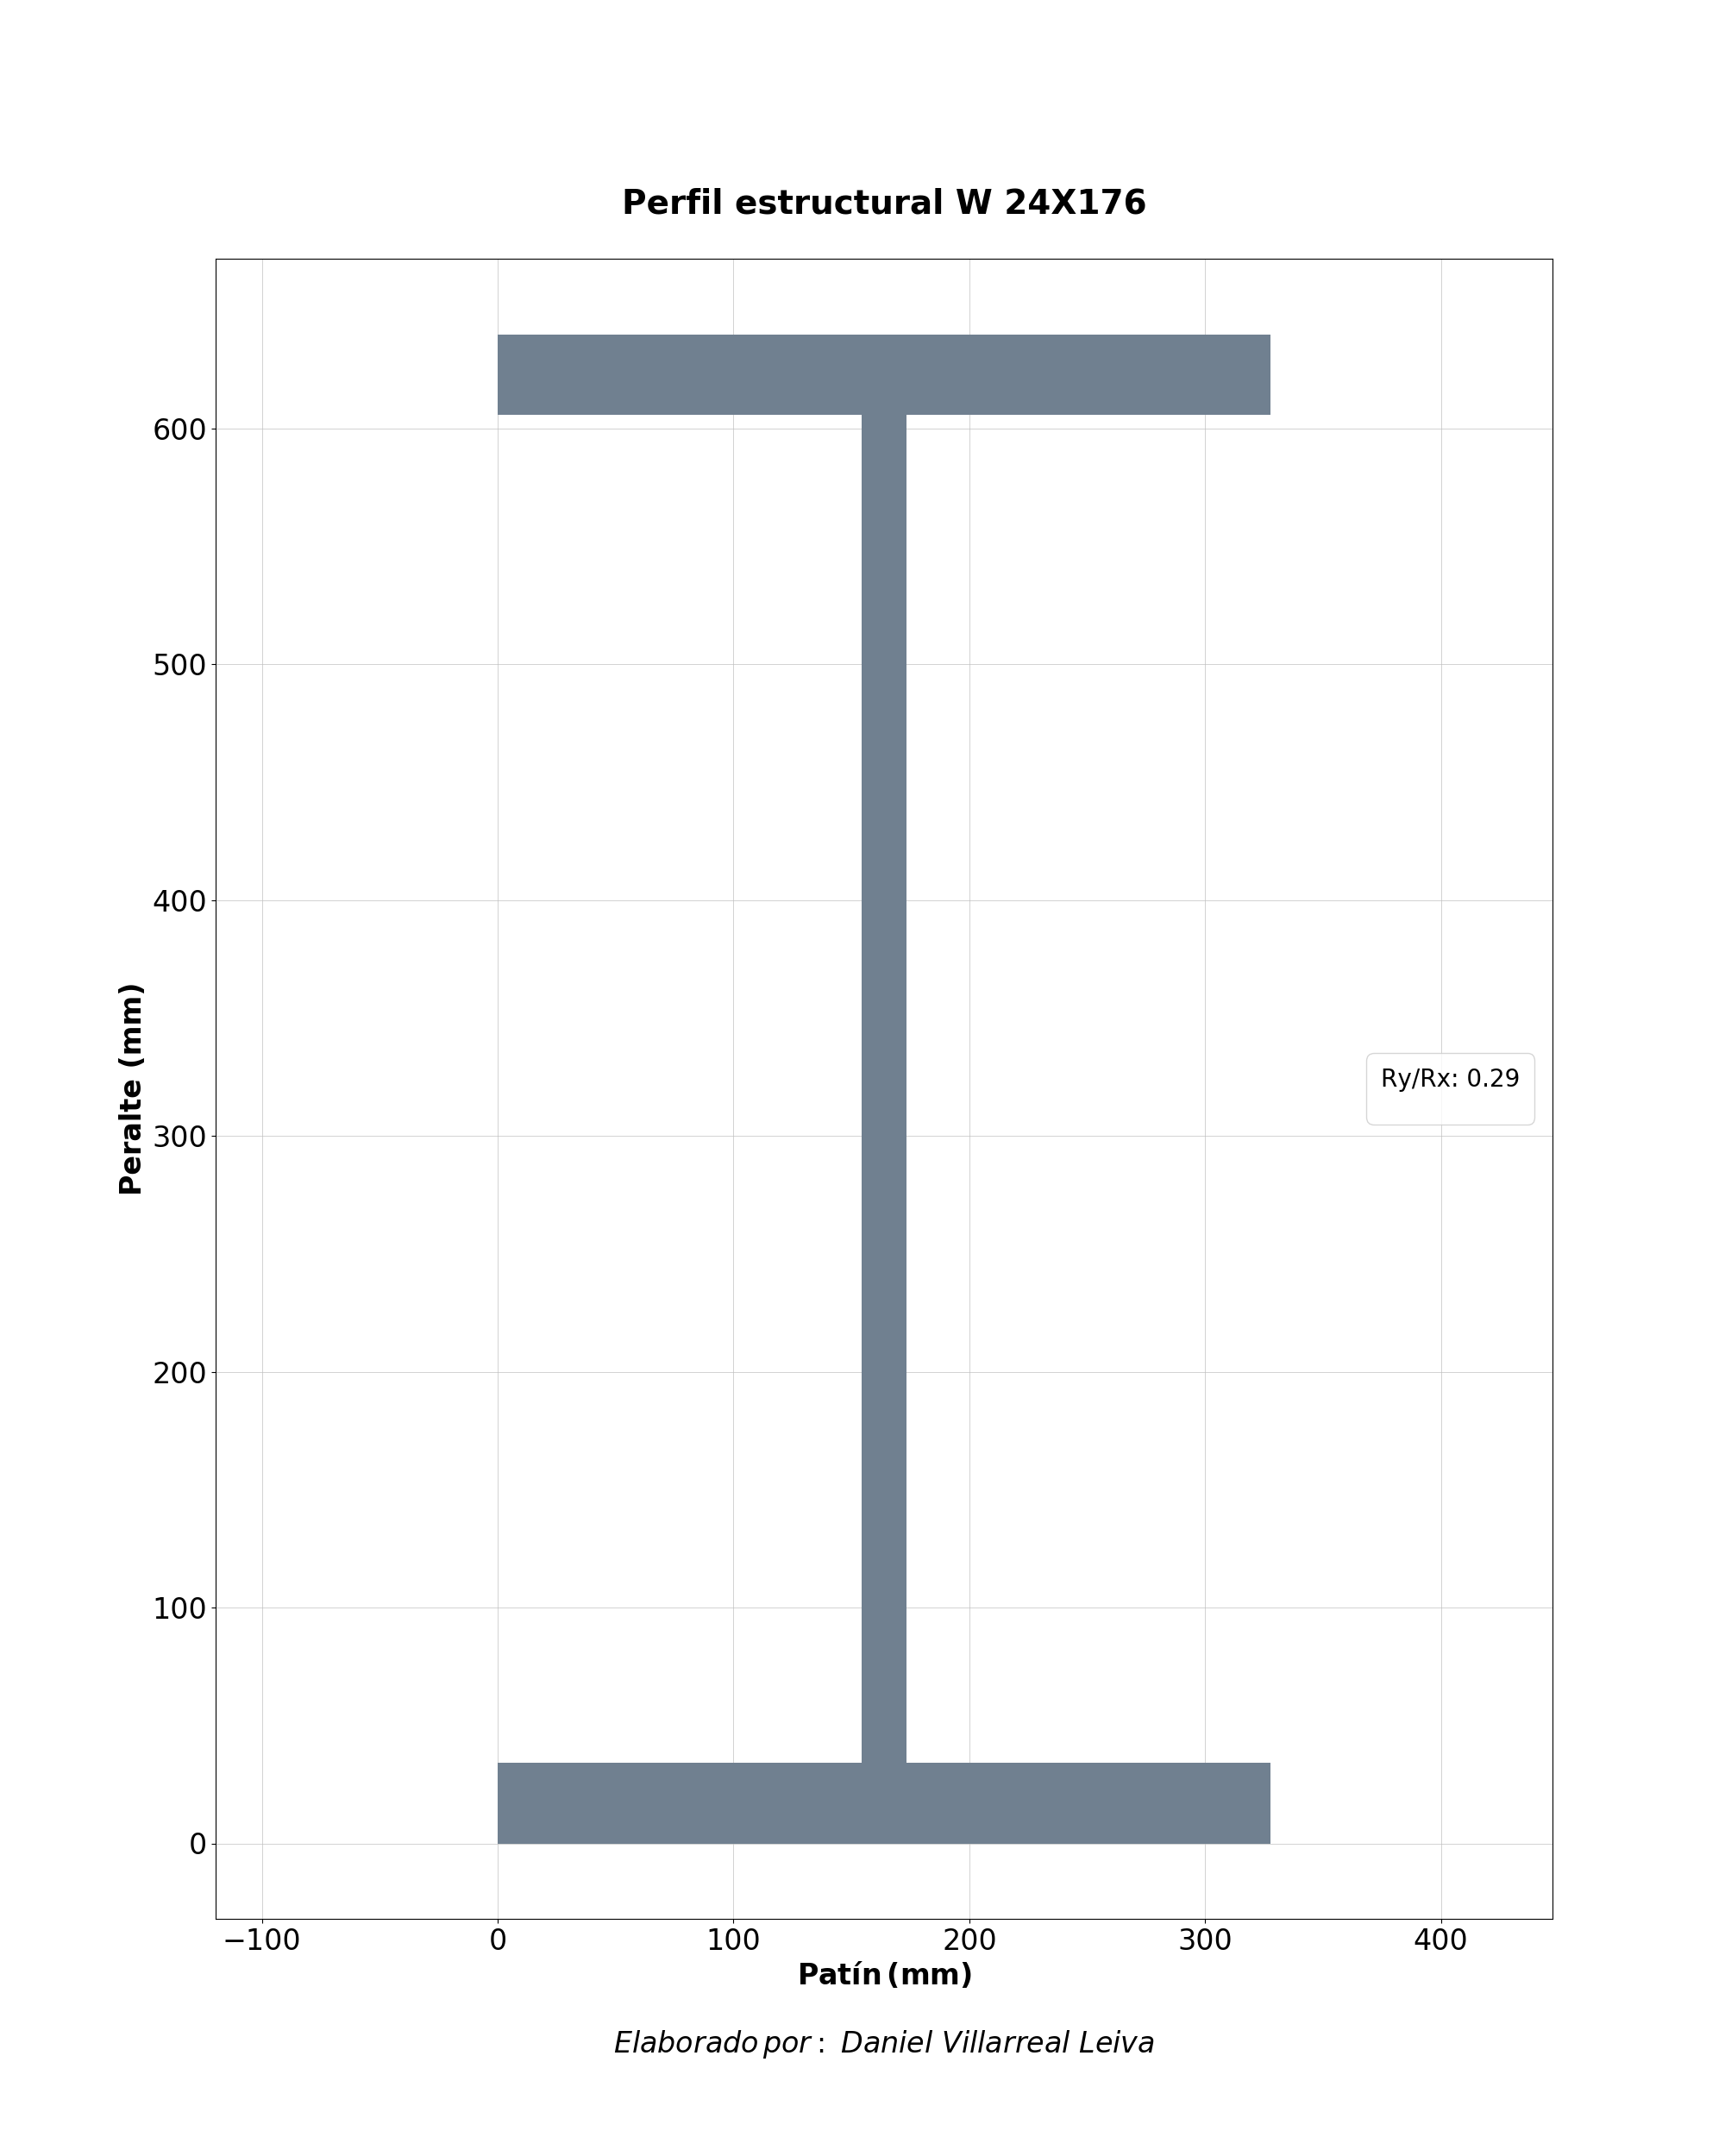 Perfil estructural W 24X176
Peralte (mm)
600
500
400
300
200
100
0
Ry/Rx: 0.29
−100 0 100 200 300 400
Patín (mm)
Elaborado por: Daniel Villarreal Leiva